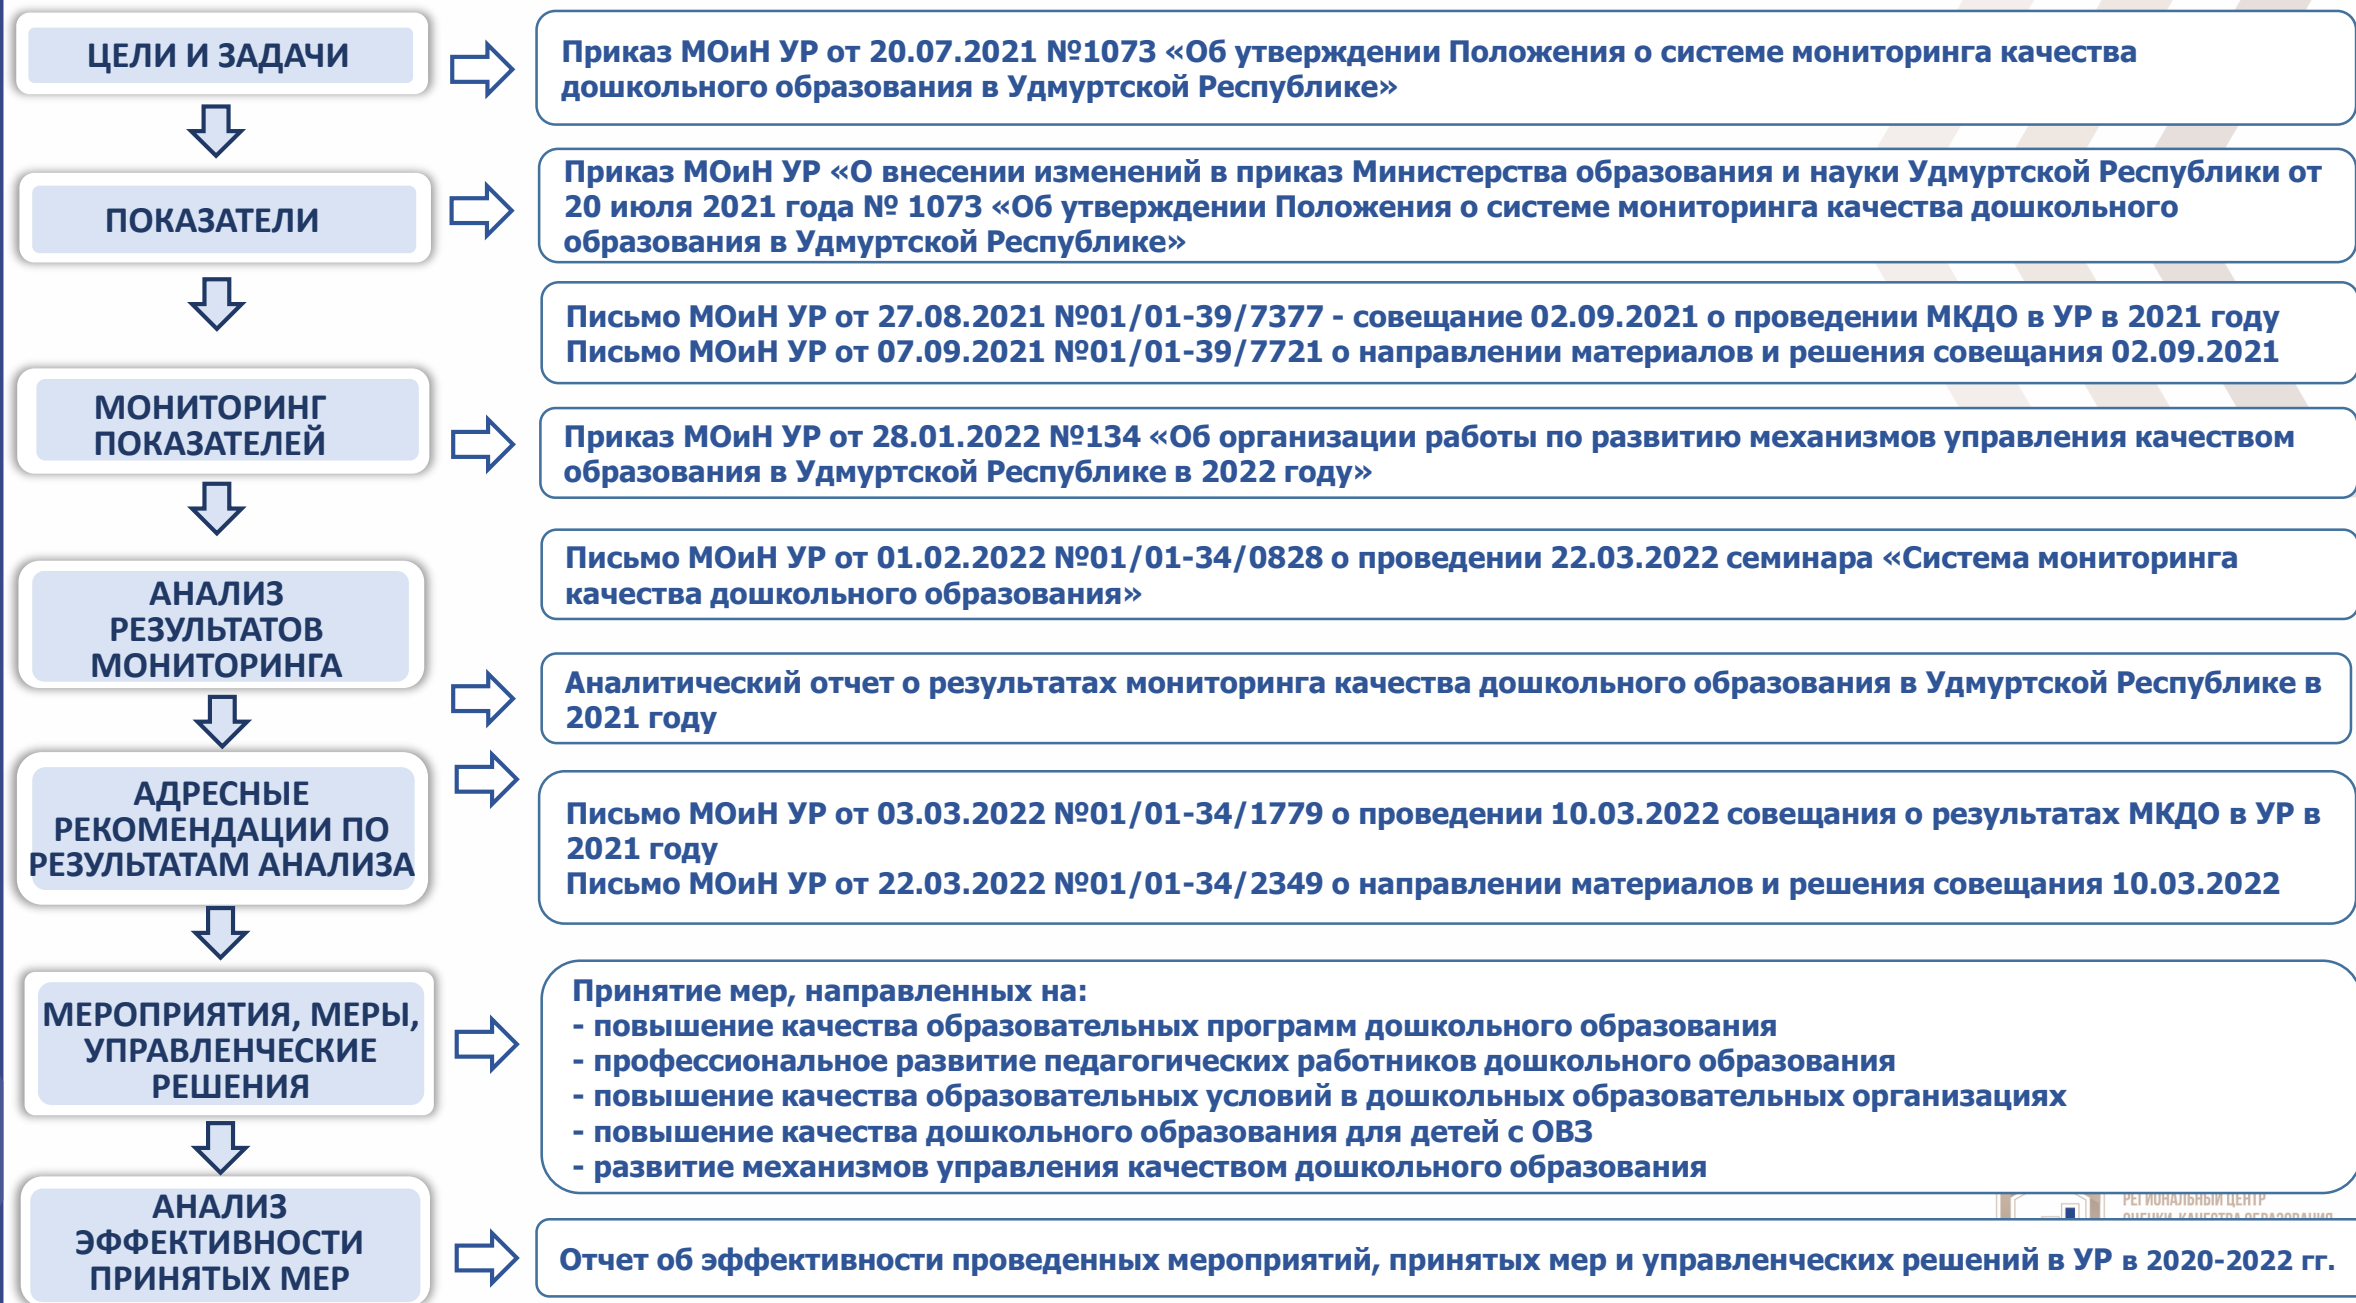 ЦЕЛИ И ЗАДАЧИ
Приказ МОиН УР от 20.07.2021 №1073 «Об утверждении Положения о системе мониторинга качества
дошкольного образования в Удмуртской Республике»
ПОКАЗАТЕЛИ
Приказ МОиН УР «О внесении изменений в приказ Министерства образования и науки Удмуртской Республики от
20 июля 2021 года № 1073 «Об утверждении Положения о системе мониторинга качества дошкольного
образования в Удмуртской Республике»
Письмо МОиН УР от 27.08.2021 №01/01-39/7377 - совещание 02.09.2021 о проведении МКДО в УР в 2021 году
Письмо МОиН УР от 07.09.2021 №01/01-39/7721 о направлении материалов и решения совещания 02.09.2021
МОНИТОРИНГ
ПОКАЗАТЕЛЕЙ
Приказ МОиН УР от 28.01.2022 №134 «Об организации работы по развитию механизмов управления качеством
образования в Удмуртской Республике в 2022 году»
Письмо МОиН УР от 01.02.2022 №01/01-34/0828 о проведении 22.03.2022 семинара «Система мониторинга
качества дошкольного образования»
АНАЛИЗ
РЕЗУЛЬТАТОВ
МОНИТОРИНГА
Аналитический отчет о результатах мониторинга качества дошкольного образования в Удмуртской Республике в
2021 году
АДРЕСНЫЕ
РЕКОМЕНДАЦИИ ПО
РЕЗУЛЬТАТАМ АНАЛИЗА
Письмо МОиН УР от 03.03.2022 №01/01-34/1779 о проведении 10.03.2022 совещания о результатах МКДО в УР в
2021 году
Письмо МОиН УР от 22.03.2022 №01/01-34/2349 о направлении материалов и решения совещания 10.03.2022
МЕРОПРИЯТИЯ, МЕРЫ,
УПРАВЛЕНЧЕСКИЕ
РЕШЕНИЯ
Принятие мер, направленных на:
- повышение качества образовательных программ дошкольного образования
- профессиональное развитие педагогических работников дошкольного образования
- повышение качества образовательных условий в дошкольных образовательных организациях
- повышение качества дошкольного образования для детей с ОВЗ
- развитие механизмов управления качеством дошкольного образования
РЕГИОНАЛЬНЫЙ ЦЕНТР
ОЦЕНКИ КАЧЕСТВА ОБРАЗОВАНИЯ
АНАЛИЗ
ЭФФЕКТИВНОСТИ
ПРИНЯТЫХ МЕР
Отчет об эффективности проведенных мероприятий, принятых мер и управленческих решений в УР в 2020-2022 гг.